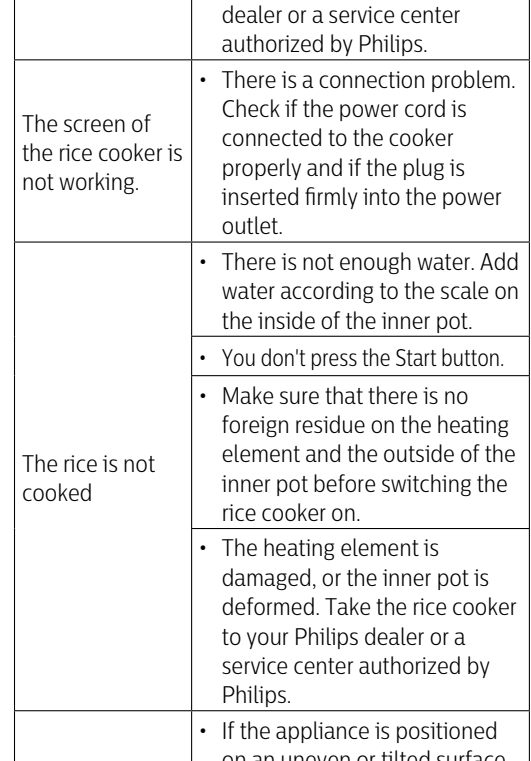 dealer or a service center
authorized by Philips.
The screen of
the rice cooker is
not working.
• There is a connection problem.
Check if the power cord is
connected to the cooker
properly and if the plug is
inserted firmly into the power
outlet.
The rice is not
cooked
• There is not enough water. Add
water according to the scale on
the inside of the inner pot.
• You don't press the Start button.
• Make sure that there is no
foreign residue on the heating
element and the outside of the
inner pot before switching the
rice cooker on.
• The heating element is
damaged, or the inner pot is
deformed. Take the rice cooker
to your Philips dealer or a
service center authorized by
Philips.
• If the appliance is positioned
on an uneven or tilted surface